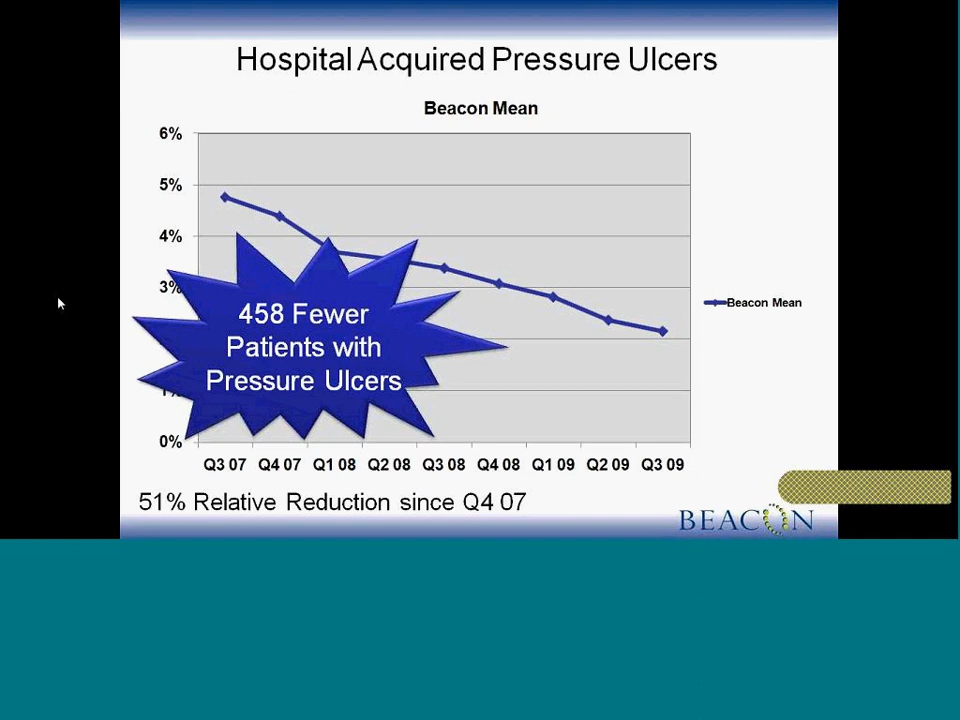 Hospital Acquired Pressure Ulcers
Beacon Mean
6%
5%
4%
3%
1%
0%
458 Fewer
Patients with
Pressure Ulcers
Beacon Mean
Q3 07 Q4 07 Q1 08 Q2 08 Q3 08 Q4 08 Q1 09 Q2 09 Q3 09
51% Relative Reduction since Q4 07
BEACON